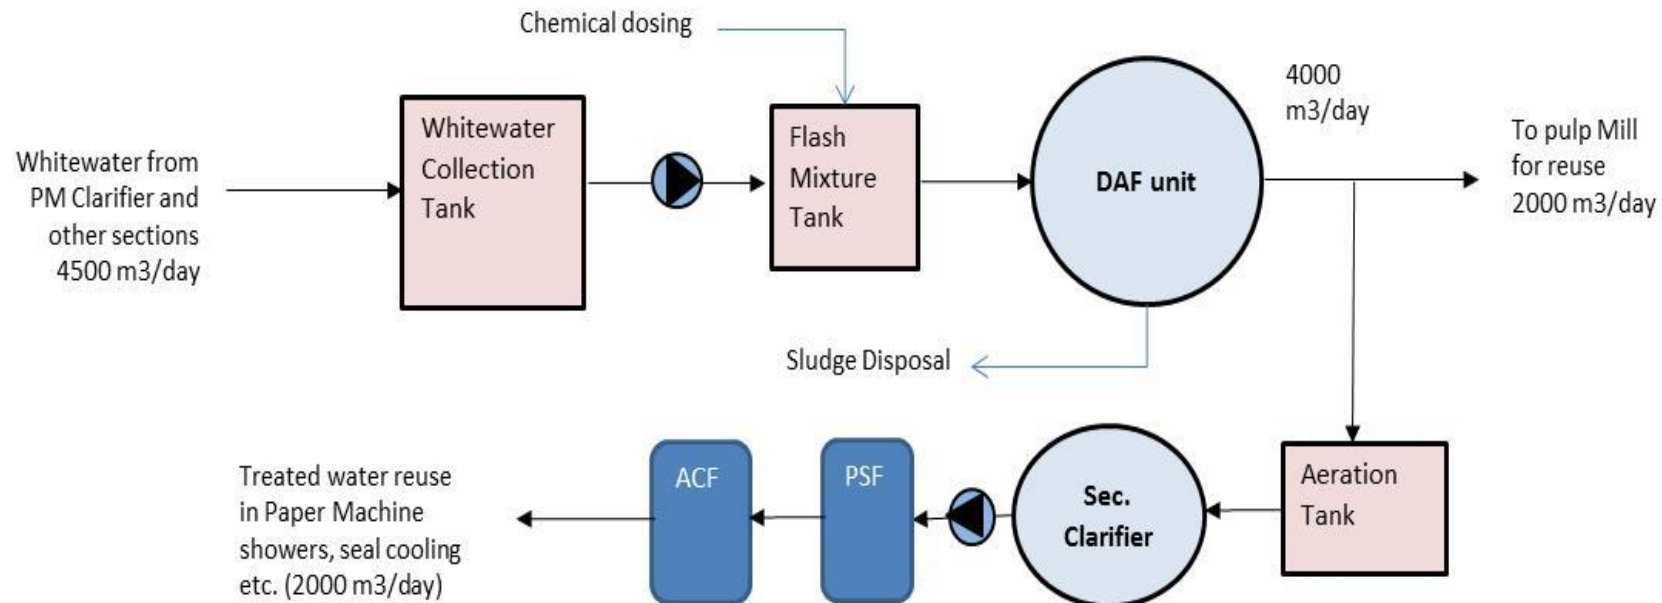 Chemical dosing
Whitewater from
PM Clarifier and
other sections
4500 m3/day
Whitewater
Collection
Tank
Flash
Mixture
Tank
DAF unit
4000
m3/day
To pulp Mill
for reuse
2000 m3/day
Sludge Disposal
Treated water reuse
in Paper Machine
showers, seal cooling
etc. (2000 m3/day)
ACF
PSF
Sec.
Clarifier
Aeration
Tank